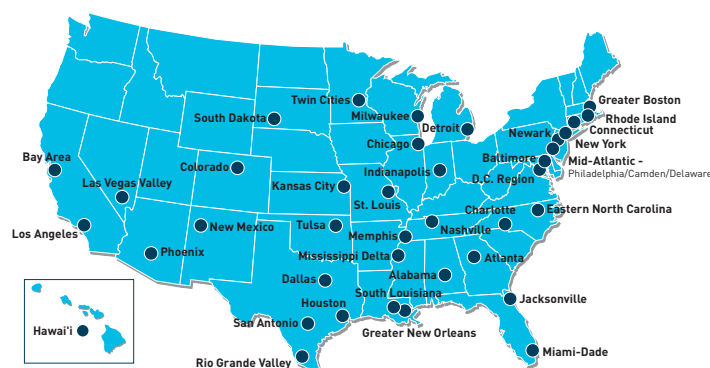 Twin Cities
Greater Boston
South Dakota
Milwaukee
Rhode Island
Detroit
Connecticut
Newark
New York
Chicago
Bay Area
Baltimore
Mid-Atlantic -
Philadelphia/Camden/Delaware
Colorado
Indianapolis
D.C. Region
Las Vegas Valley
Kansas City
St. Louis
Charlotte
Eastern North Carolina
Los Angeles
New Mexico
Tulsa
Memphis
Nashville
Phoenix
Mississippi Delta
Atlanta
Dallas
Alabama
South Louisiana
Houston
Jacksonville
Hawai'i
San Antonio
Greater New Orleans
Miami-Dade
Rio Grande Valley